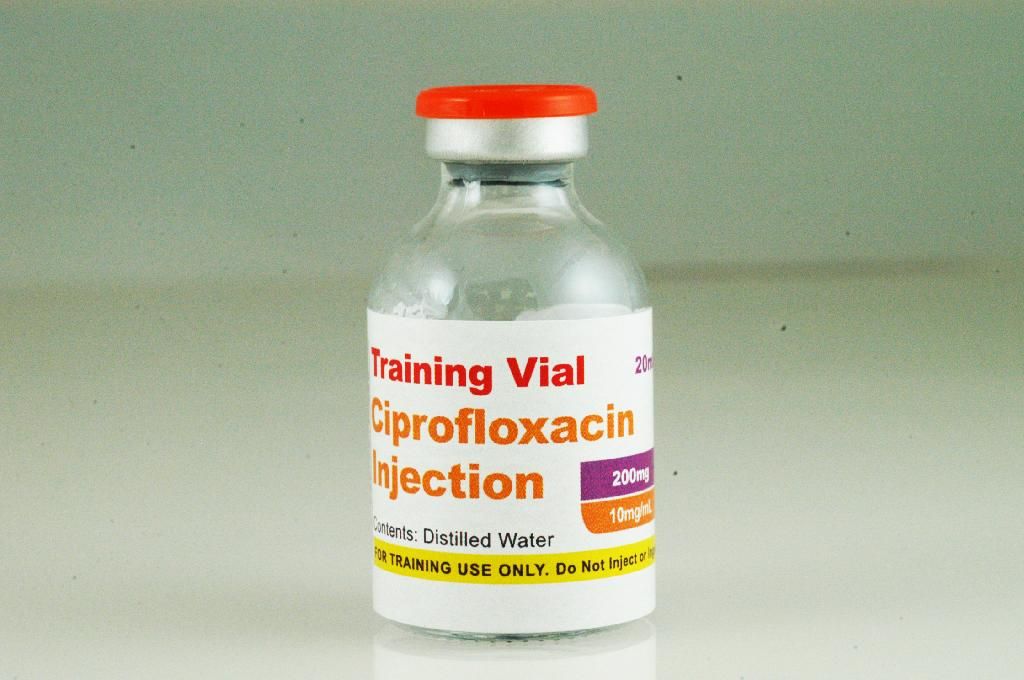 Training Vial
Ciprofloxacin
Injection
200mg
10mg/mL
Contents: Distilled Water
FOR TRAINING USE ONLY. Do Not Inject or